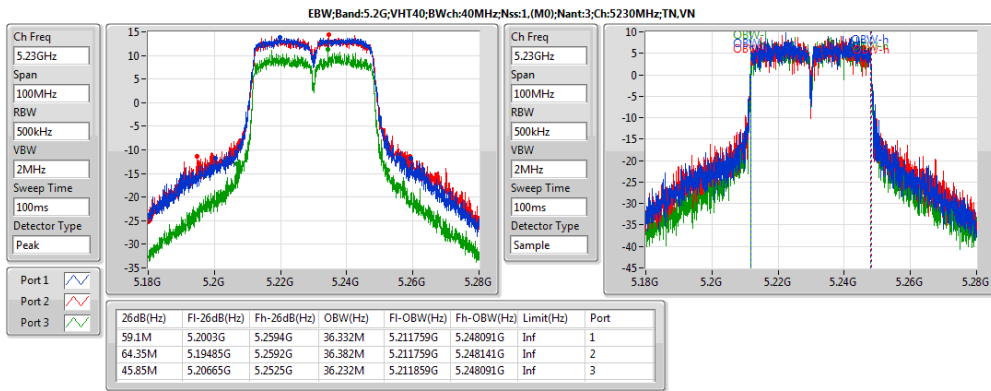 EBW;Band:5.2G;VHT40;BWch:40MHz;Nss:1,(M0);Nant:3;Ch:5230MHz;TN,VN
Ch Freq
5.23GHz
Span
100MHz
RBW
500kHz
VBW
2MHz
Sweep Time
100ms
Detector Type
Peak
15
10
5
0
-5
-10
-15
-20
-25
-30
-35
5.18G
5.2G
5.22G
5.24G
5.26G
5.28G
Ch Freq
5.23GHz
Span
100MHz
RBW
500kHz
VBW
2MHz
Sweep Time
100ms
Detector Type
Sample
10
5
0
-5
-10
-15
-20
-25
-30
-35
-40
-45
OBW-h
OBW-h
5.18G
5.2G
5.22G
5.24G
5.26G
5.28G
Port 1
Port 2
Port 3
26dB(Hz) Fl-26dB(Hz) Fh-26dB(Hz) OBW(Hz) Fl-OBW(Hz) Fh-OBW(Hz) Limit(Hz) Port
59.1M 5.2003G 5.2594G 36.332M 5.211759G 5.248091G Inf 1
64.35M 5.19485G 5.2592G 36.382M 5.211759G 5.248141G Inf 2
45.85M 5.20665G 5.2525G 36.232M 5.211859G 5.248091G Inf 3